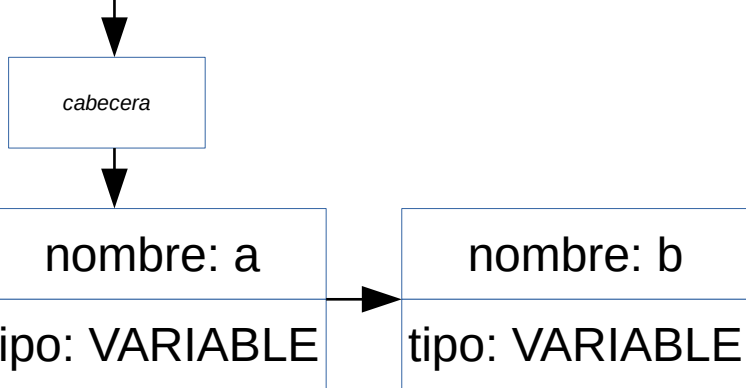 cabecera
nombre: a
nombre: b
tipo: VARIABLE
tipo: VARIABLE